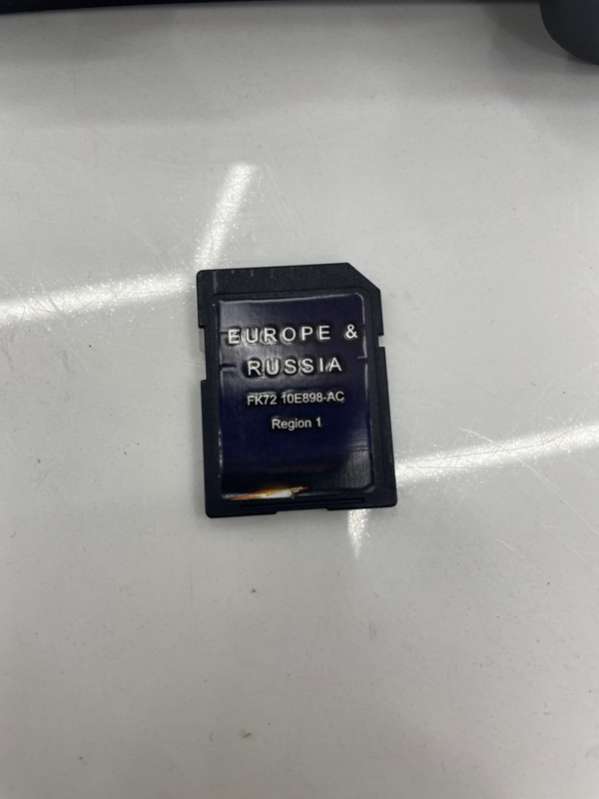 EUROPE &
RUSSIA
FK72 10E898-AC
Region 1